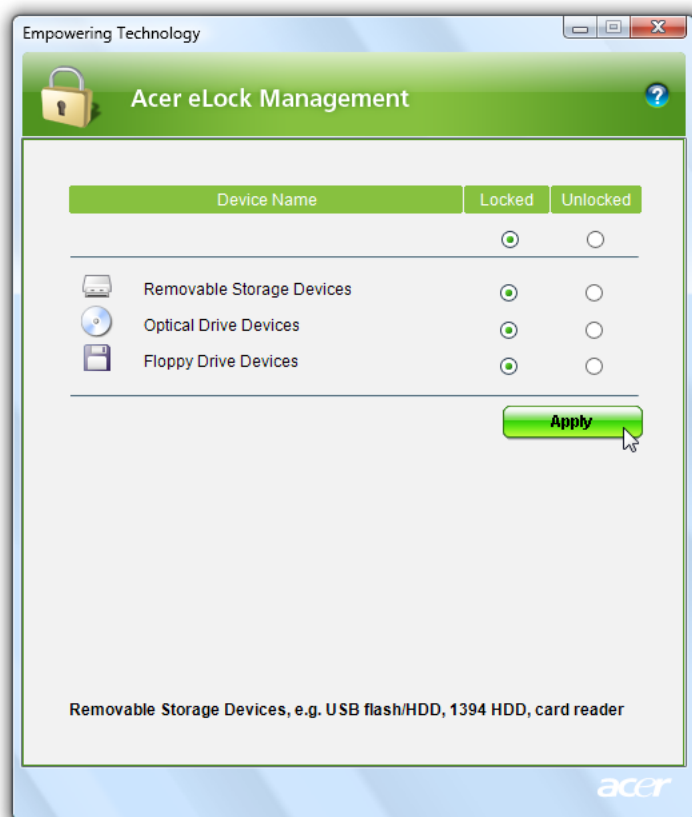 Empowering Technology
Acer eLock Management
?
Device Name Locked Unlocked
Removable Storage Devices
Optical Drive Devices
Floppy Drive Devices
Apply
Removable Storage Devices, e.g. USB flash/HDD, 1394 HDD, card reader
acer